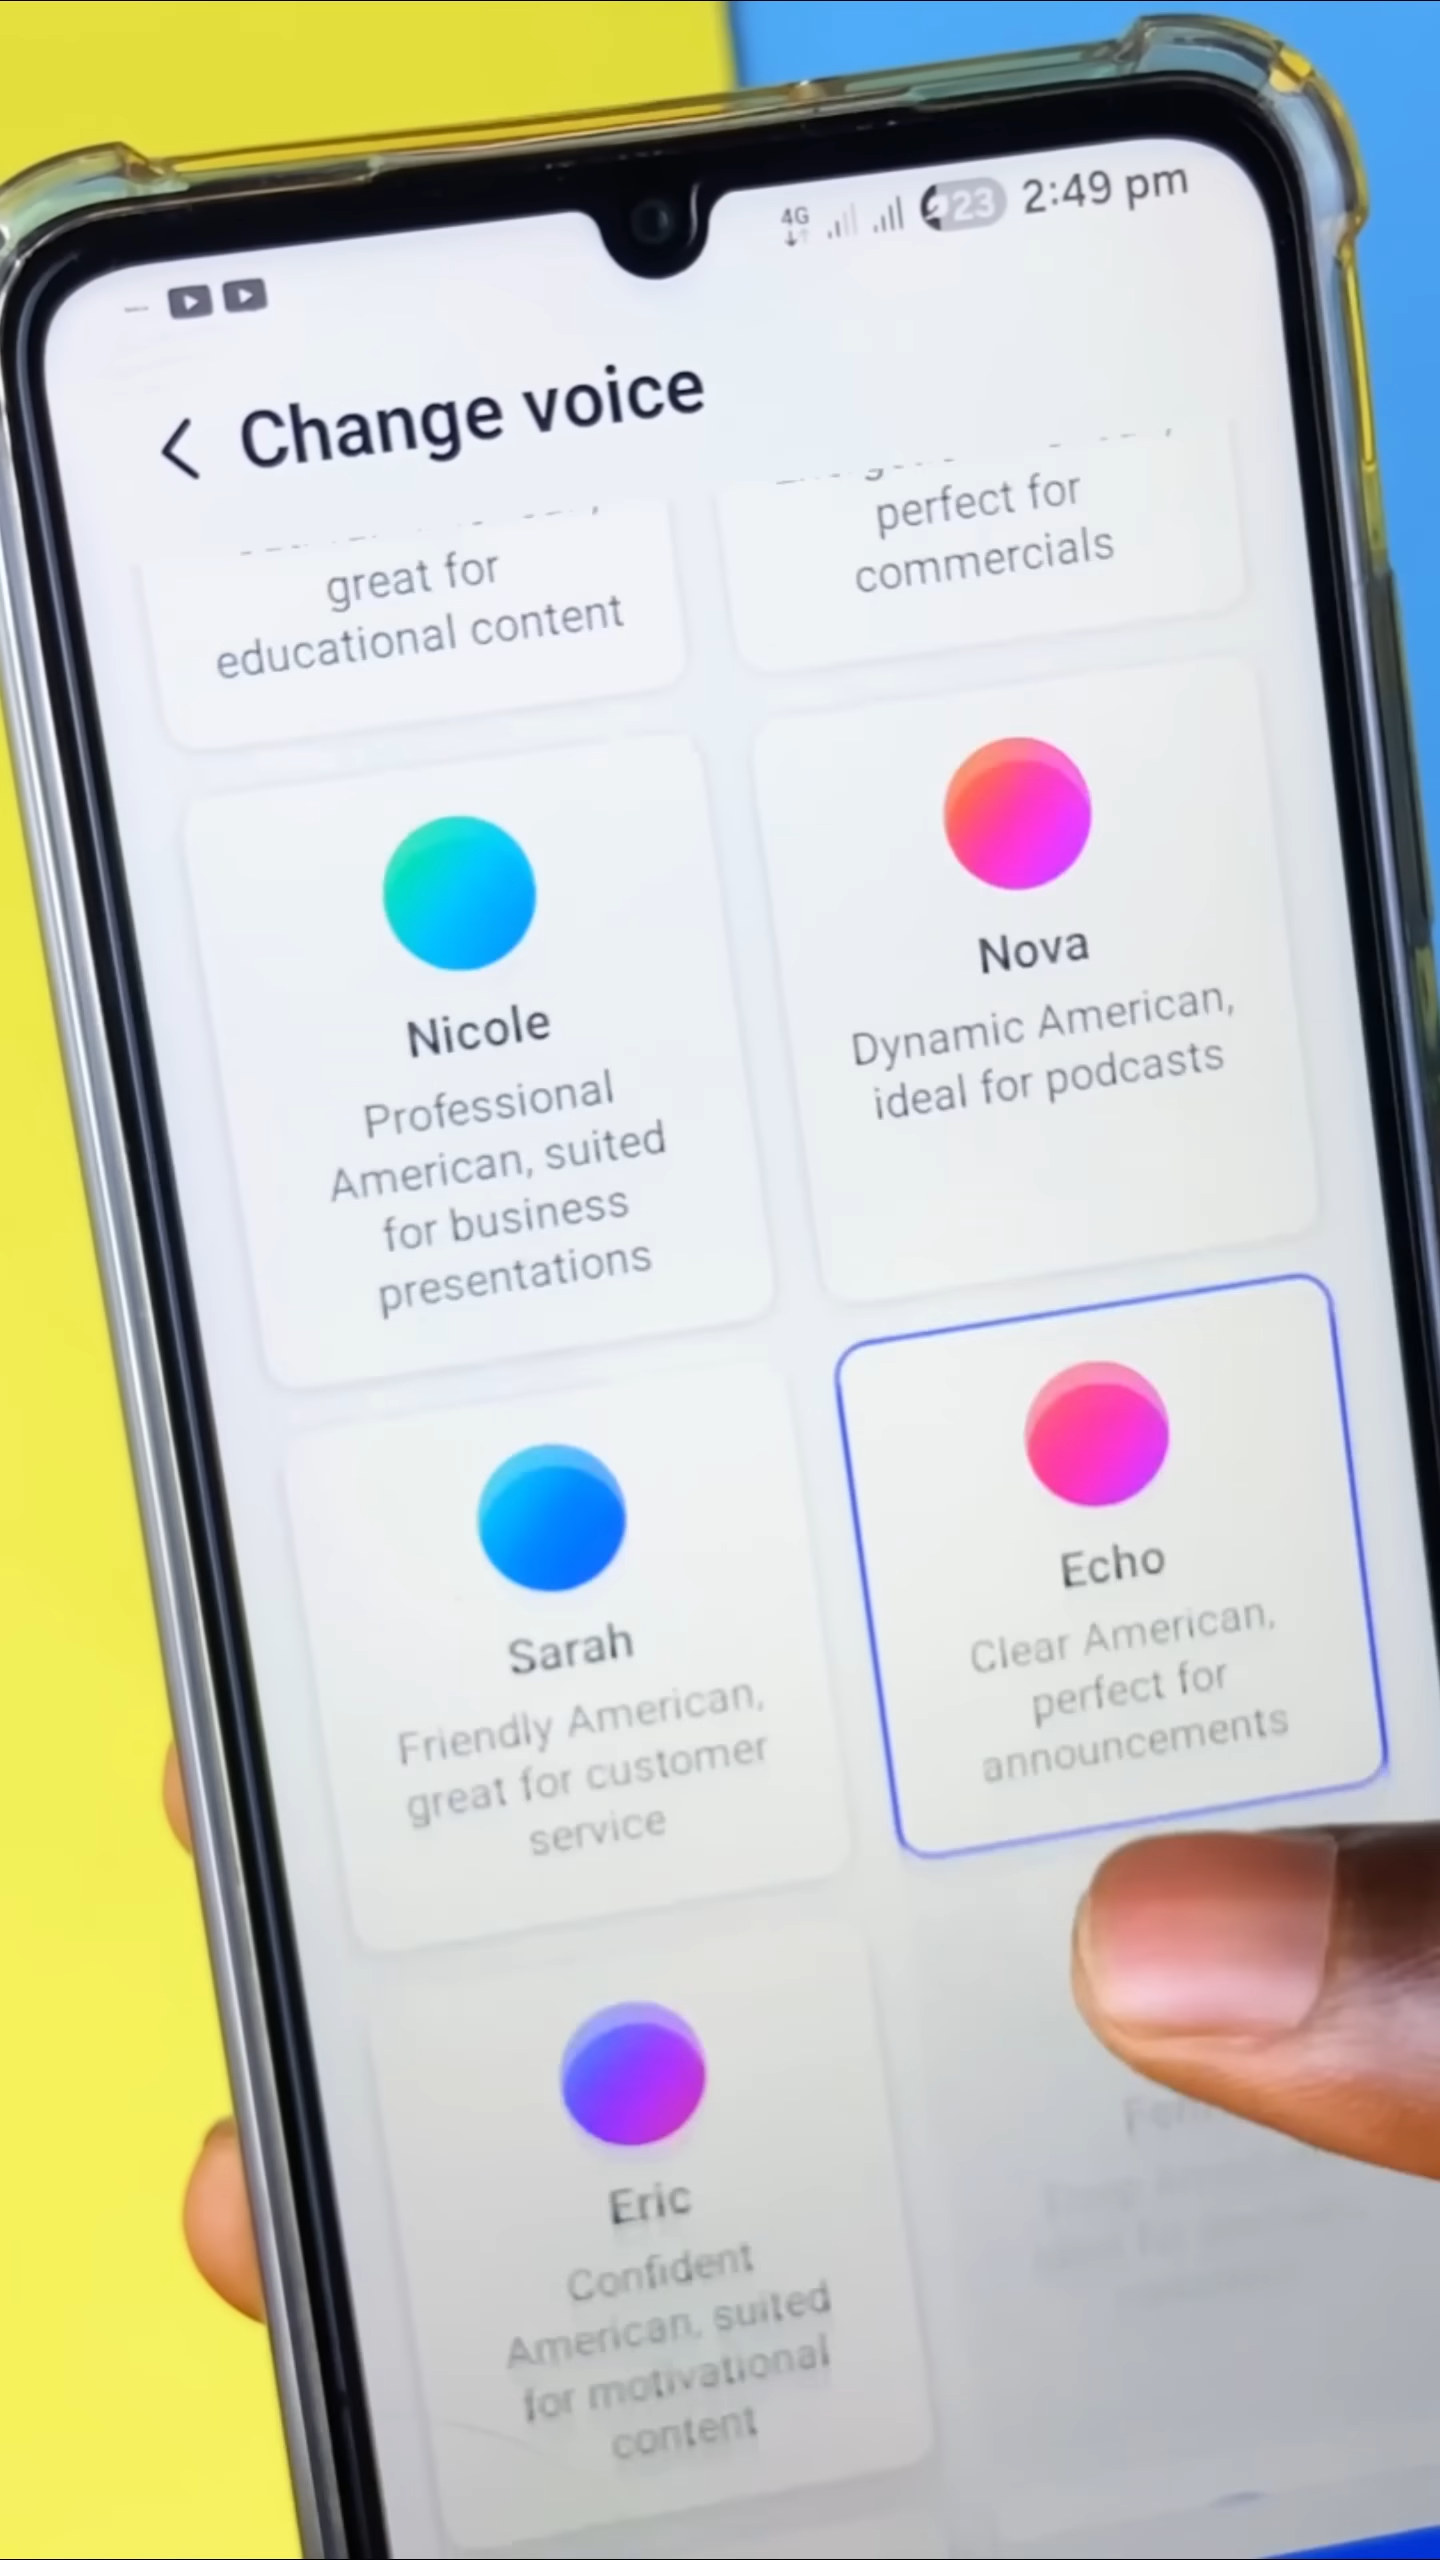 4G 23 2:49 pm
Change voice
great for
educational content
perfect for
commercials
Nicole
Professional
American, suited
for business
presentations
Nova
Dynamic American,
ideal for podcasts
Sarah
Friendly American,
great for customer
service
Echo
Clear American,
perfect for
announcements
Eric
Confident
American, suited
for motivational
content